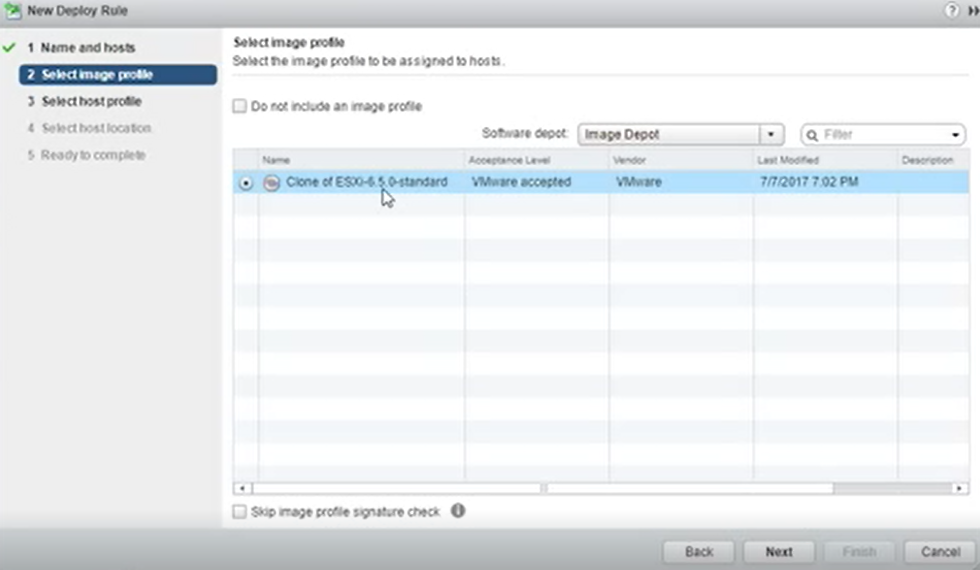 New Deploy Rule
1 Name and hosts
2 Select image profile
3 Select host profile
4 Select host location
5 Ready to complete
Select image profile
Select the image profile to be assigned to hosts.
Do not include an image profile
Software depot: Image Depot Filter
Name Acceptance Level Vendor Last Modified Description
Clone of ESXi-6.5.0-standard VMware accepted VMware 7/7/2017 7:02 PM
Skip image profile signature check
Back Next Finish Cancel